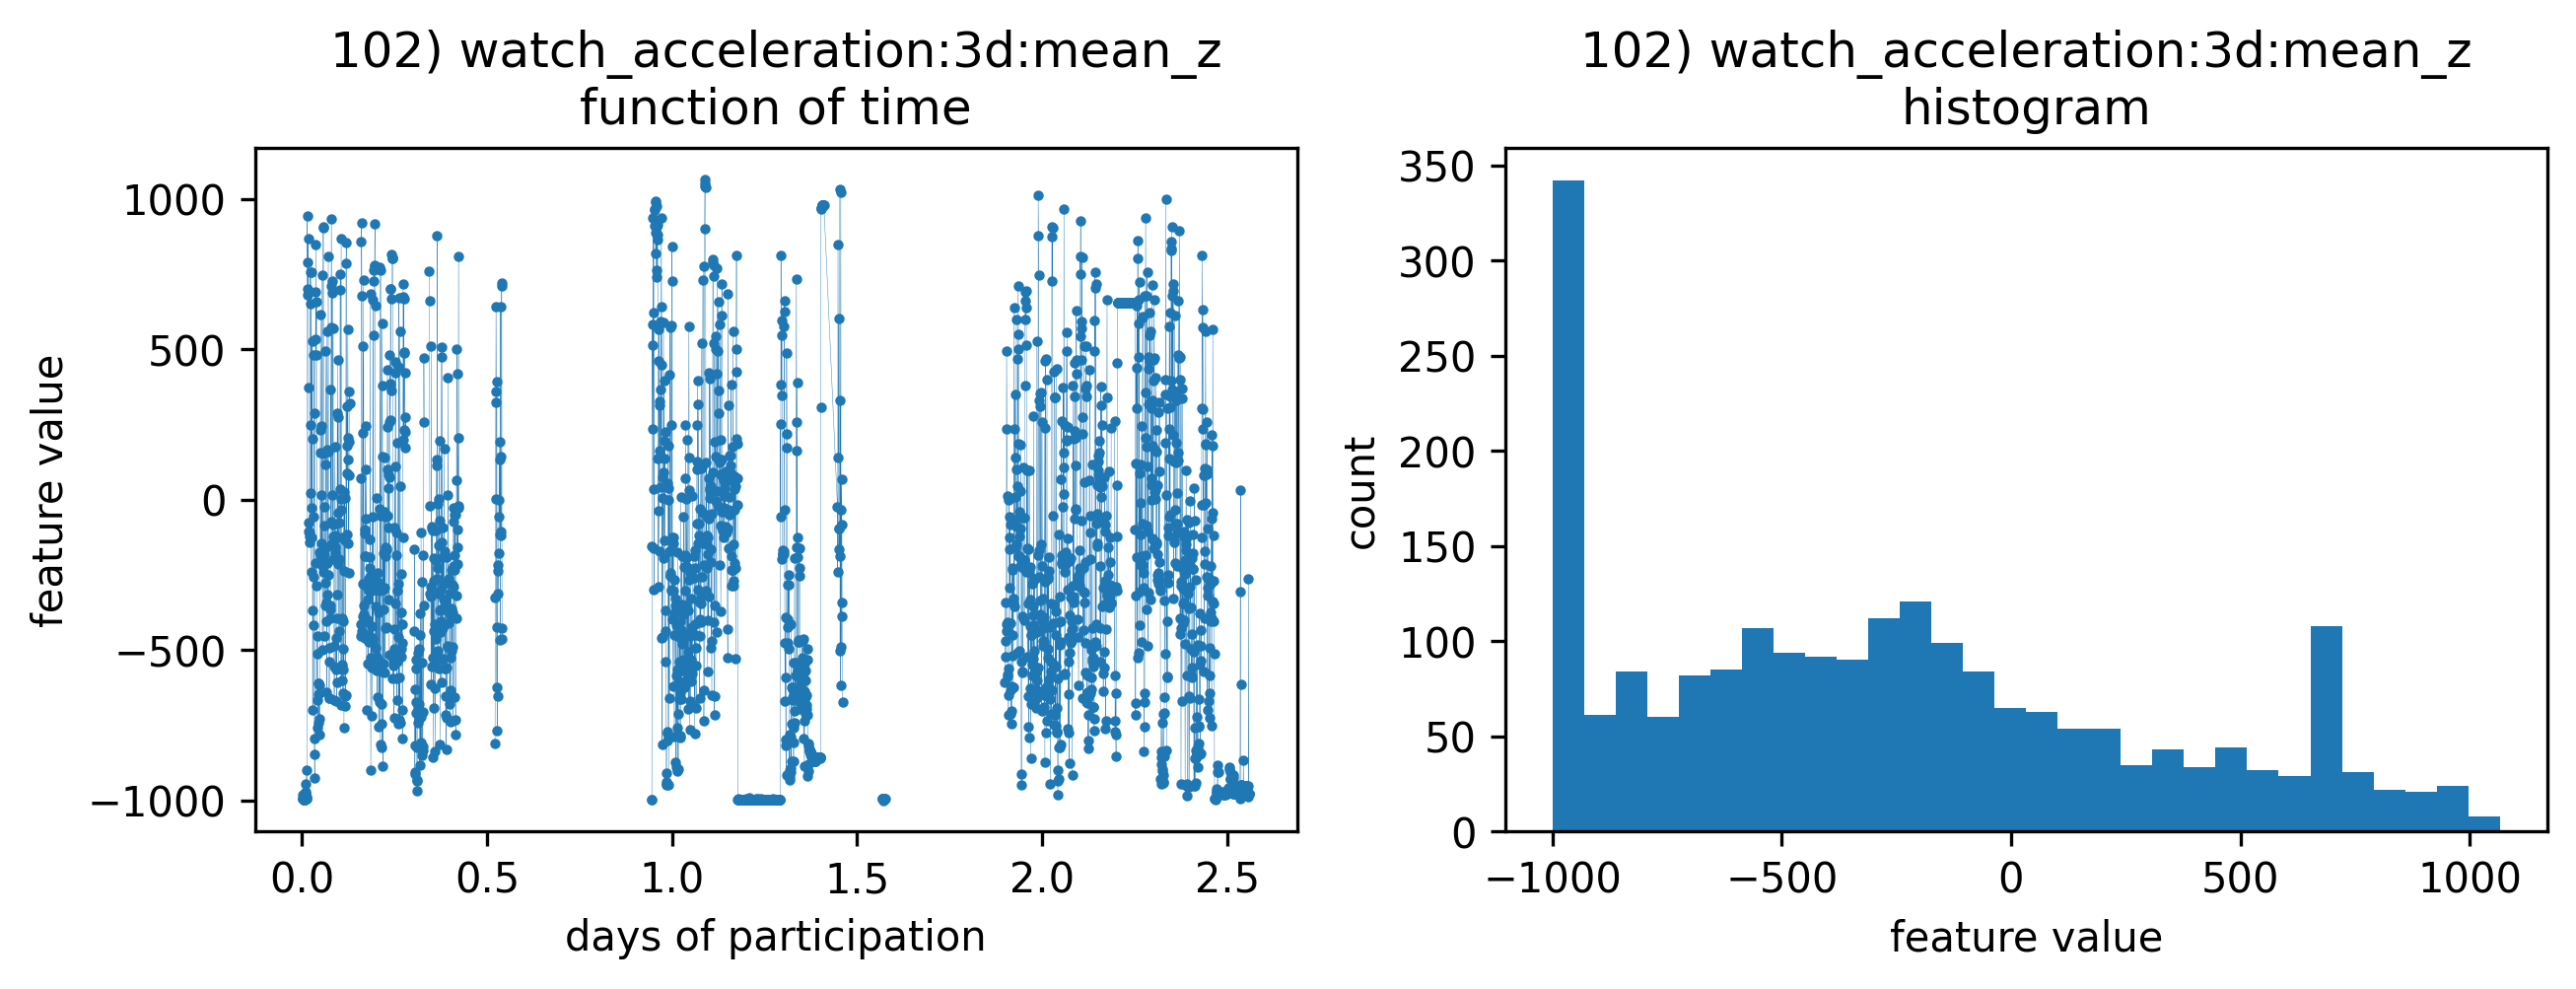 102) watch_acceleration:3d:mean_z
function of time
1000
500
0
−500
−1000
feature value
0.0 0.5 1.0 1.5 2.0 2.5
days of participation
102) watch_acceleration:3d:mean_z
histogram
350
300
250
200
150
100
50
0
count
−1000 −500 0 500 1000
feature value